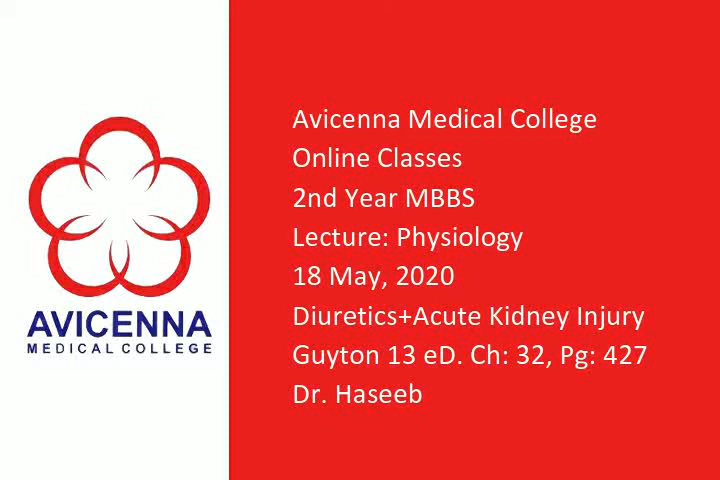 AVICENNA
MEDICAL COLLEGE
Avicenna Medical College
Online Classes
2nd Year MBBS
Lecture: Physiology
18 May, 2020
Diuretics+Acute Kidney Injury
Guyton 13 eD. Ch: 32, Pg: 427
Dr. Haseeb